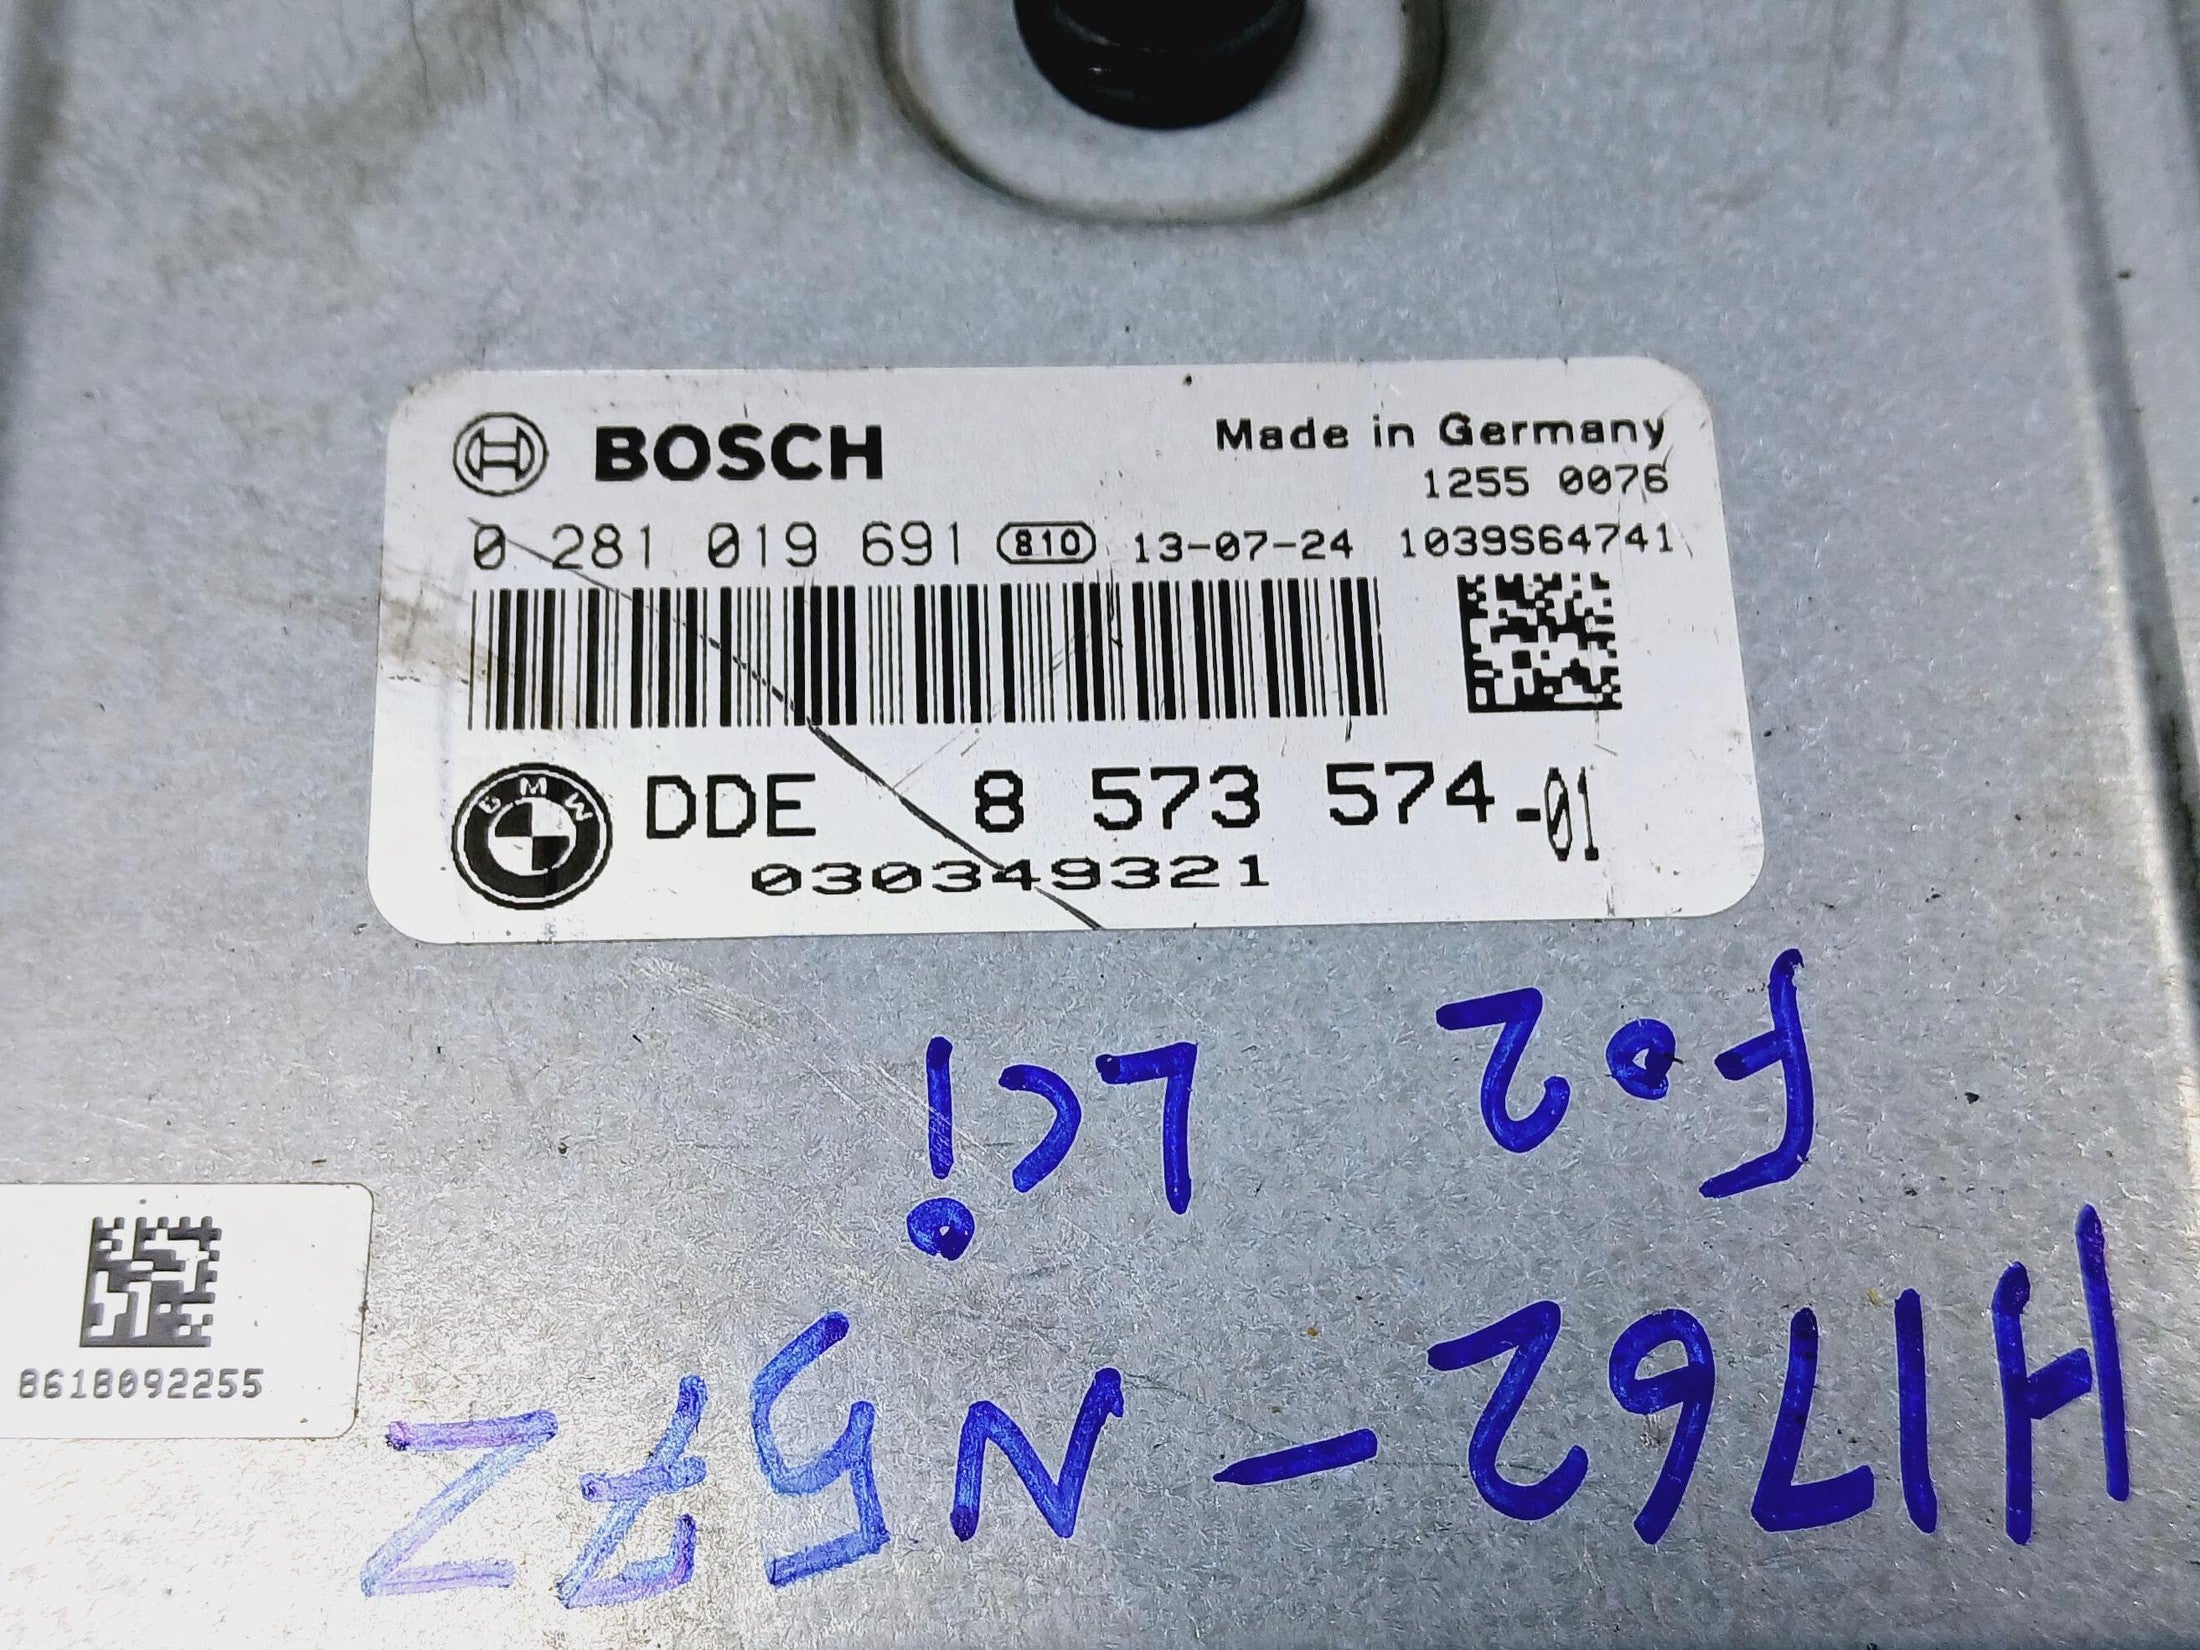 BOSCH
Made in Germany
1255 0076
0 281 019 691 810 13-07-24 1039S64741
BMW DDE 8 573 574-01
030349321
8618092255
F02 LCi
H1762-N57Z